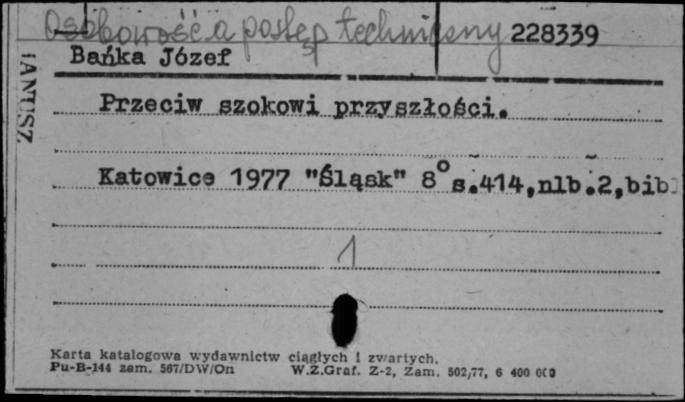 Osobowość a postęp techniczny 228339
Bańka Józef
JANUSZ
Przeciw szokowi przyszłości.
Katowice 1977 "Śląsk" 8° s.414,nlb.2,bibl
1
Karta katalogowa wydawnictw ciągłych i zwartych.
Pu-B-144 zam. 567/DW/On W.Z.Graf. Z-2, Zam. 502,77, 6 400 000